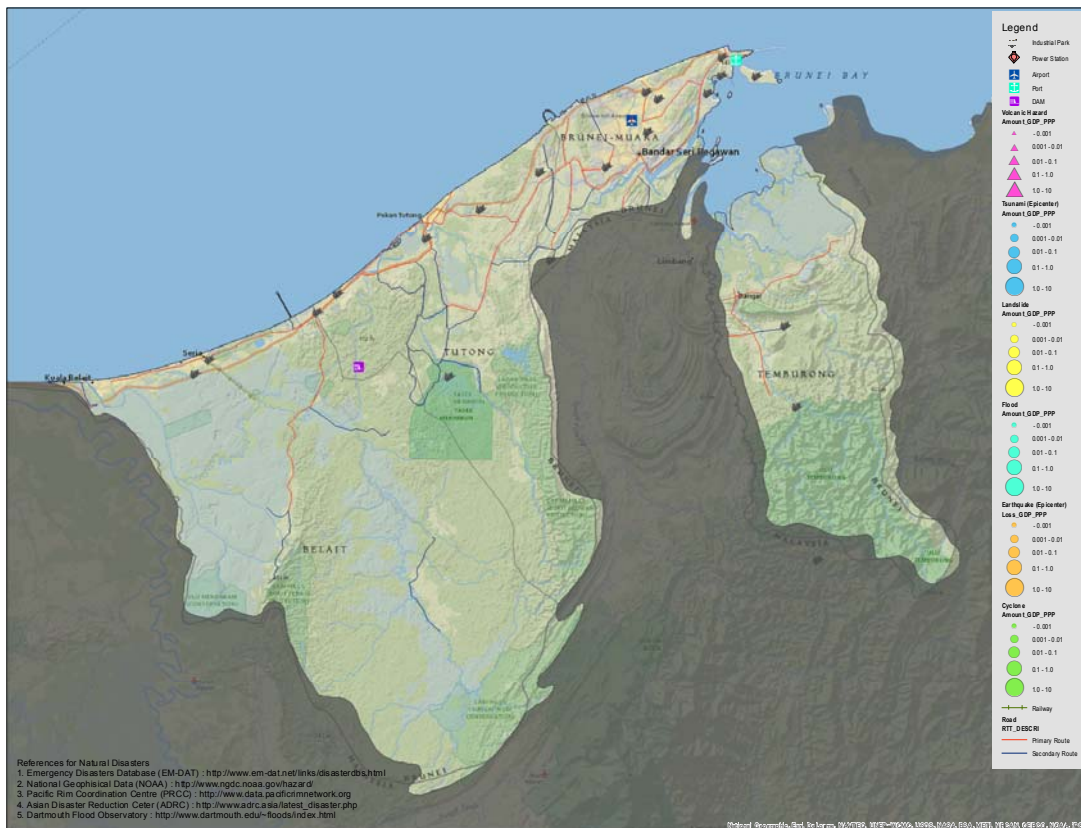 BRUNEI BAY
BRUNEI-MUARA
Bandar Seri Begawan
Pekan Tutong
MALAYSIA BRUNEI
Limbang
Bangar
Seria
TUTONG
Kuala Belait
TEMBURONG
TASEK
MERIMBUN
BELAIT
BRUNEI
MALAYSIA
ULU
TEMBURONG
BRUNEI
Legend
Industrial Park
Power Station
Airport
Port
DAM
Volcanic Hazard
Amount_GDP_PPP
- 0.001
0.001 - 0.01
0.01 - 0.1
0.1 - 1.0
1.0 - 10
Tsunami (Epicenter)
Amount_GDP_PPP
- 0.001
0.001 - 0.01
0.01 - 0.1
0.1 - 1.0
1.0 - 10
Landslide
Amount_GDP_PPP
- 0.001
0.001 - 0.01
0.01 - 0.1
0.1 - 1.0
1.0 - 10
Flood
Amount_GDP_PPP
- 0.001
0.001 - 0.01
0.01 - 0.1
0.1 - 1.0
1.0 - 10
Earthquake (Epicenter)
Loss_GDP_PPP
- 0.001
0.001 - 0.01
0.01 - 0.1
0.1 - 1.0
1.0 - 10
Cyclone
Amount_GDP_PPP
- 0.001
0.001 - 0.01
0.01 - 0.1
0.1 - 1.0
1.0 - 10
Railway
Road
RTT_DESCRI
Primary Route
Secondary Route
References for Natural Disasters
1. Emergency Disasters Database (EM-DAT) : http://www.em-dat.net/links/disasterdbs.html
2. National Geophisical Data (NOAA) : http://www.ngdc.noaa.gov/hazard/
3. Pacific Rim Coordination Centre (PRCC) : http://www.data.pacificrimnetwork.org
4. Asian Disaster Reduction Ceter (ADRC) : http://www.adrc.asia/latest_disaster.php
5. Dartmouth Flood Observatory : http://www.dartmouth.edu/~floods/index.html